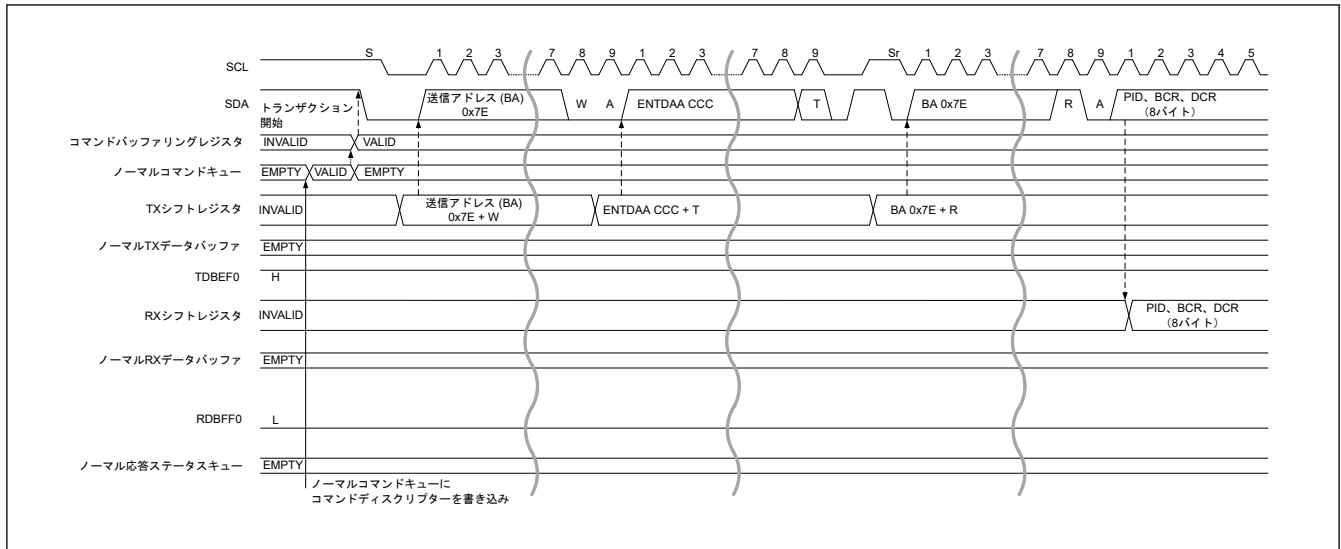 S 1 2 3 7 8 9 1 2 3 7 8 9 Sr 1 2 3 7 8 9 1 2 3 4 5
SCL
SDA トランザクション 開始 送信アドレス (BA) 0x7E W A ENTDAA CCC T BA 0x7E R A PID、BCR、DCR (8バイト)
コマンドバッファリングレジスタ INVALID VALID
ノーマルコマンドキュー EMPTY VALID EMPTY
TXシフトレジスタ INVALID 送信アドレス (BA) 0x7E + W ENTDAA CCC + T BA 0x7E + R
ノーマルTXデータバッファ EMPTY
TDBEF0 H
RXシフトレジスタ INVALID PID、BCR、DCR (8バイト)
ノーマルRXデータバッファ EMPTY
RDBFF0 L
ノーマル応答ステータスキュー EMPTY
ノーマルコマンドキューに
コマンドディスクリプターを書き込み